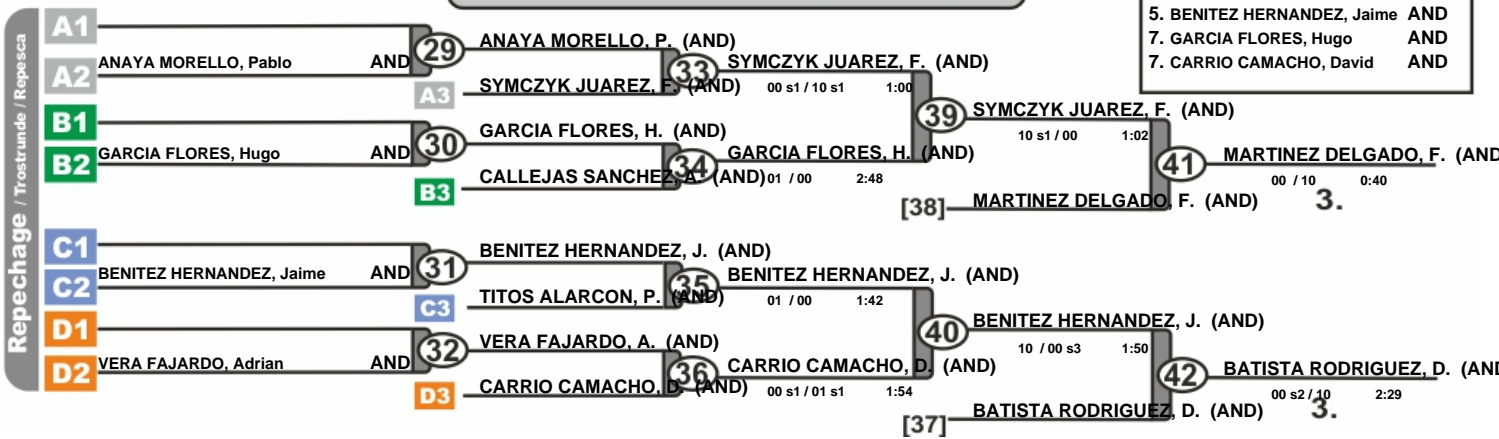 5. BENITEZ HERNANDEZ, Jaime AND
7. GARCIA FLORES, Hugo AND
7. CARRIO CAMACHO, David AND
Repechage / Trostrunde / Repesca
A1
ANAYA MORELLO, Pablo AND
A2
29
ANAYA MORELLO, P. (AND)
A3
SYMCZYK JUAREZ, F. (AND)
33
SYMCZYK JUAREZ, F. (AND)
00 s1 / 10 s1 1:00
B1
GARCIA FLORES, Hugo AND
B2
30
GARCIA FLORES, H. (AND)
B3
CALLEJAS SANCHEZ, A. (AND)
34
GARCIA FLORES, H. (AND)
01 / 00 2:48
39
SYMCZYK JUAREZ, F. (AND)
10 s1 / 00 1:02
[38]
MARTINEZ DELGADO, F. (AND)
41
MARTINEZ DELGADO, F. (AND
00 / 10 0:40
3.
C1
BENITEZ HERNANDEZ, Jaime AND
C2
31
BENITEZ HERNANDEZ, J. (AND)
C3
TITOS ALARCON, P. (AND)
35
BENITEZ HERNANDEZ, J. (AND)
01 / 00 1:42
D1
VERA FAJARDO, Adrian AND
D2
32
VERA FAJARDO, A. (AND)
D3
CARRIO CAMACHO, D. (AND)
36
CARRIO CAMACHO, D. (AND)
00 s1 / 01 s1 1:54
40
BENITEZ HERNANDEZ, J. (AND)
10 / 00 s3 1:50
[37]
BATISTA RODRIGUEZ, D. (AND)
42
BATISTA RODRIGUEZ, D. (AND
00 s2 / 10 2:29
3.